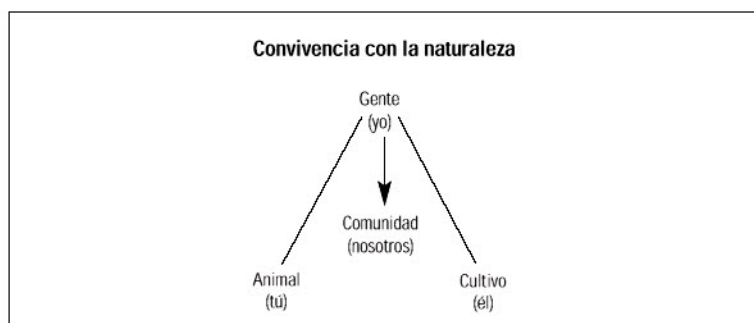 Convivencia con la naturaleza
Gente
(yo)
Comunidad
(nosotros)
Animal
(tú)
Cultivo
(él)